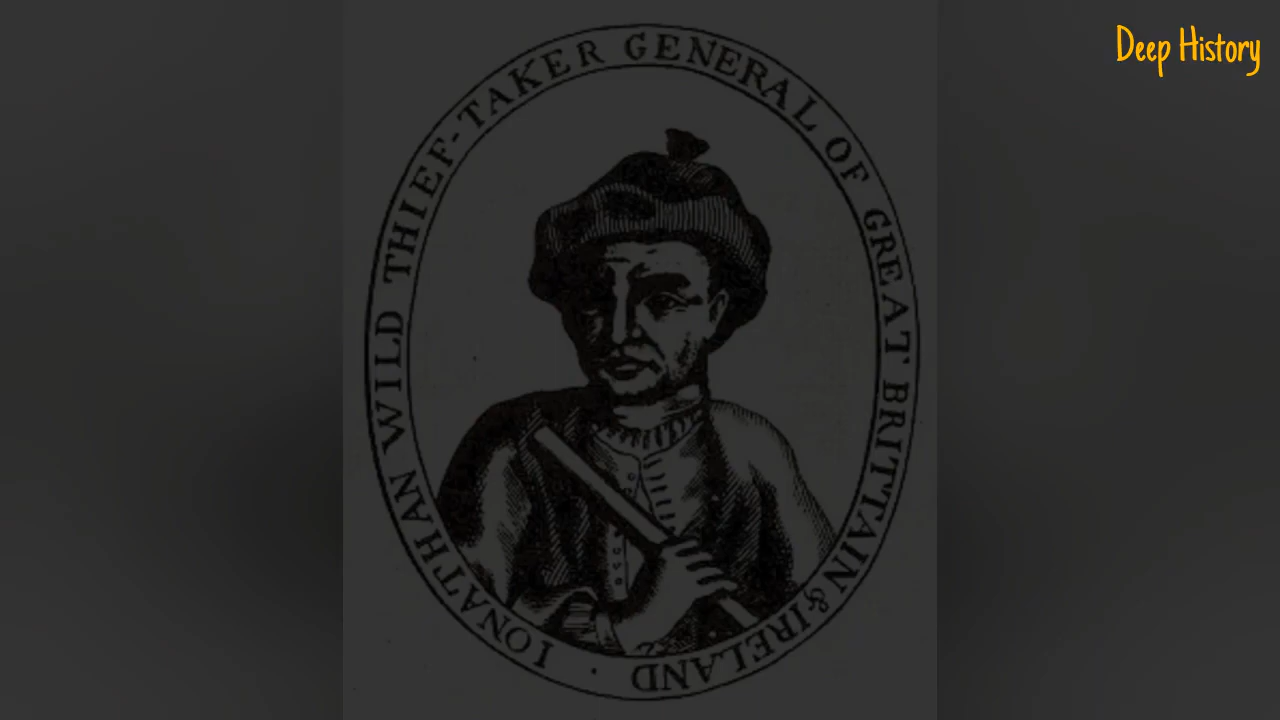 Deep History
IONATHAN WILD THIEF-TAKER GENERAL OF GREAT BRITTAIN & IRELAND